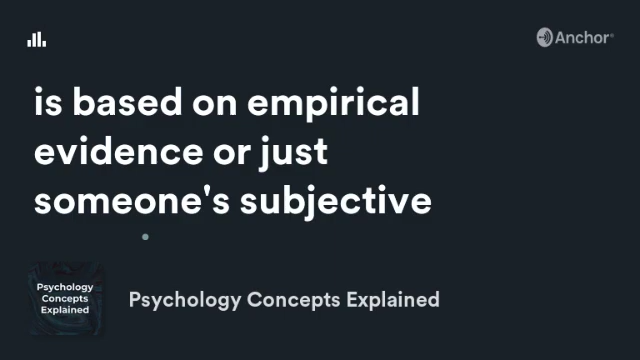 Anchor
is based on empirical
evidence or just
someone's subjective
Psychology
Concepts
Explained
Psychology Concepts Explained